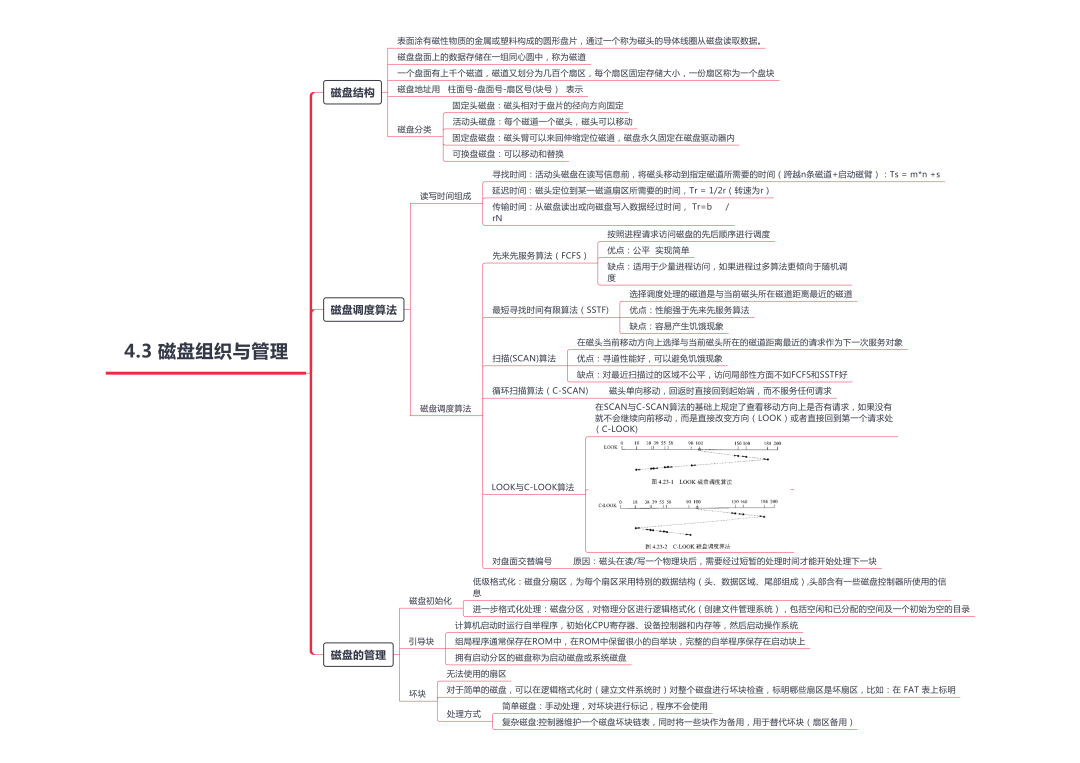 4.3 磁盘组织与管理
磁盘结构
表面涂有磁性物质的金属或塑料构成的圆形盘片，通过一个称为磁头的导体线圈从磁盘读取数据。
磁盘盘面上的数据存储在一组同心圆中，称为磁道
一个盘面有上千个磁道，磁道又划分为几百个扇区，每个扇区固定存储大小，一份扇区称为一个盘块
磁盘地址用 柱面号-盘面号-扇区号(块号） 表示
磁盘分类
固定头磁盘：磁头相对于盘片的径向方向固定
活动头磁盘：每个磁道一个磁头，磁头可以移动
固定盘磁盘：磁头臂可以来回伸缩定位磁道，磁盘永久固定在磁盘驱动器内
可换盘磁盘：可以移动和替换
磁盘调度算法
读写时间组成
寻找时间：活动头磁盘在读写信息前，将磁头移动到指定磁道所需要的时间（跨越n条磁道+启动磁臂）：Ts = m*n +s
延迟时间：磁头定位到某一磁道扇区所需要的时间，Tr = 1/2r（转速为r）
传输时间：从磁盘读出或向磁盘写入数据经过时间， Tr=b /
rN
磁盘调度算法
先来先服务算法（FCFS）
按照进程请求访问磁盘的先后顺序进行调度
优点：公平 实现简单
缺点：适用于少量进程访问，如果进程过多算法更倾向于随机调
度
最短寻找时间有限算法（SSTF)
选择调度处理的磁道是与当前磁头所在磁道距离最近的磁道
优点：性能强于先来先服务算法
缺点：容易产生饥饿现象
扫描(SCAN)算法
在磁头当前移动方向上选择与当前磁头所在的磁道距离最近的请求作为下一次服务对象
优点：寻道性能好，可以避免饥饿现象
缺点：对最近扫描过的区域不公平，访问局部性方面不如FCFS和SSTF好
循环扫描算法（C-SCAN)
磁头单向移动，回返时直接回到起始端，而不服务任何请求
LOOK与C-LOOK算法
在SCAN与C-SCAN算法的基础上规定了查看移动方向上是否有请求，如果没有
就不会继续向前移动，而是直接改变方向（LOOK）或者直接回到第一个请求处
（C-LOOK)
LOOK 0 18 38 39 55 58 90 100 150 160 184 200
图 4.23-1 LOOK 磁盘调度算法
C-LOOK 0 18 38 39 55 58 90 100 150 160 184 200
图 4.23-2 C-LOOK 磁盘调度算法
对盘面交替编号
原因：磁头在读/写一个物理块后，需要经过短暂的处理时间才能开始处理下一块
磁盘的管理
磁盘初始化
低级格式化：磁盘分扇区，为每个扇区采用特别的数据结构（头、数据区域、尾部组成）,头部含有一些磁盘控制器所使用的信
息
进一步格式化处理：磁盘分区，对物理分区进行逻辑格式化（创建文件管理系统），包括空闲和已分配的空间及一个初始为空的目录
引导块
计算机启动时运行自举程序，初始化CPU寄存器、设备控制器和内存等，然后启动操作系统
组局程序通常保存在ROM中，在ROM中保留很小的自举块，完整的自举程序保存在启动块上
拥有启动分区的磁盘称为启动磁盘或系统磁盘
坏块
无法使用的扇区
对于简单的磁盘，可以在逻辑格式化时（建立文件系统时）对整个磁盘进行坏块检查，标明哪些扇区是坏扇区，比如：在 FAT 表上标明
处理方式
简单磁盘：手动处理，对坏块进行标记，程序不会使用
复杂磁盘:控制器维护一个磁盘坏块链表，同时将一些块作为备用，用于替代坏块（扇区备用）